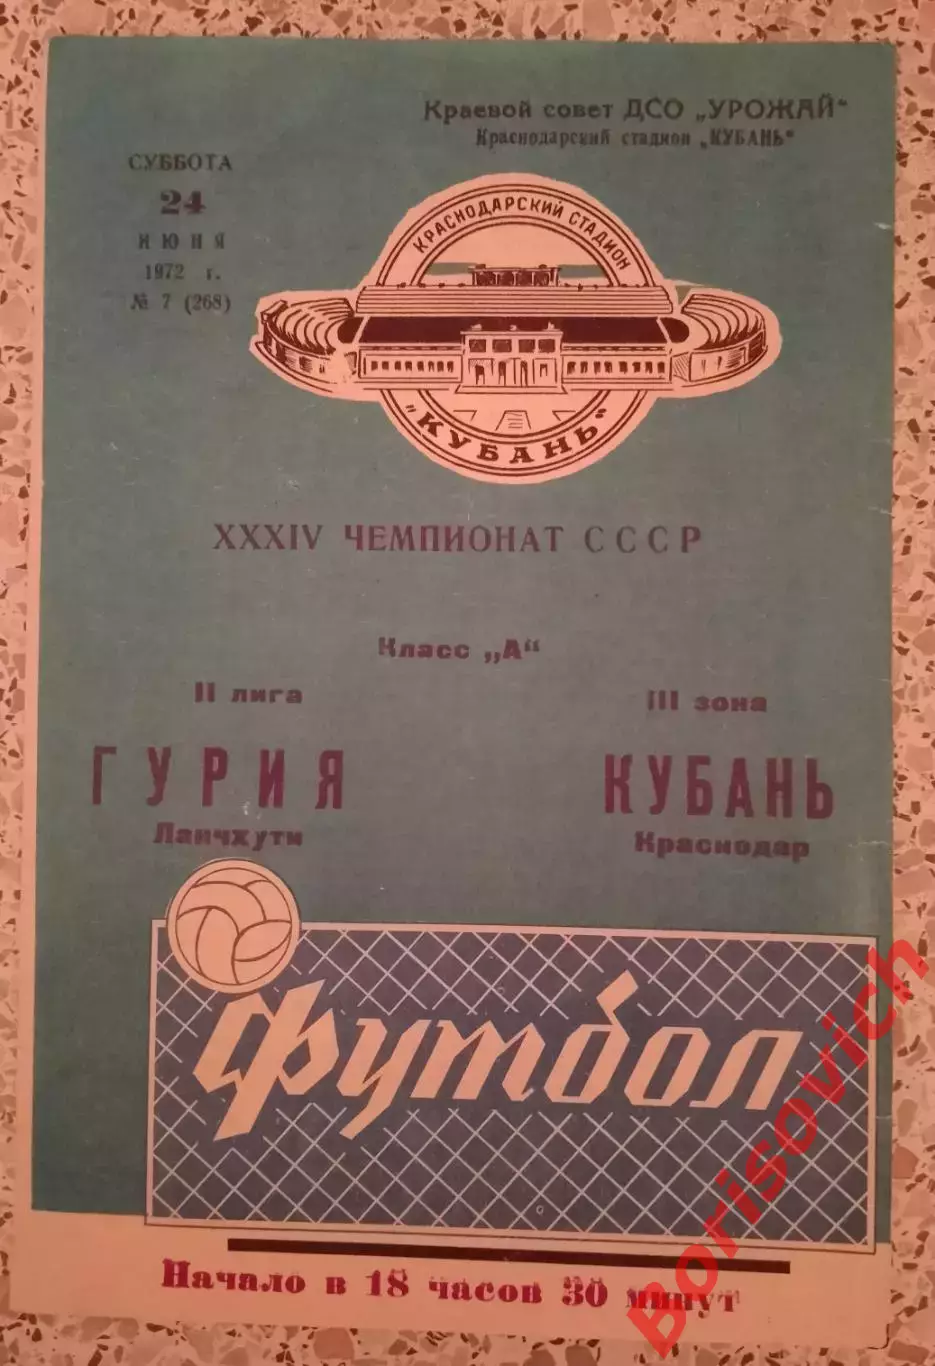 Краевой совет ДСО „УРОЖАЙ"
Краснодарский стадион „КУБАНЬ"
СУББОТА
24
ИЮНЯ
1972 г.
№ 7 (268)
КРАСНОДАРСКИЙ СТАДИОН
„КУБАНЬ"
XXXIV ЧЕМПИОНАТ СССР
Класс „А"
II лига
III зона
ГУРИЯ
КУБАНЬ
Ланчхути
Краснодар
Футбол
Начало в 18 часов 30 минут
Borisovich